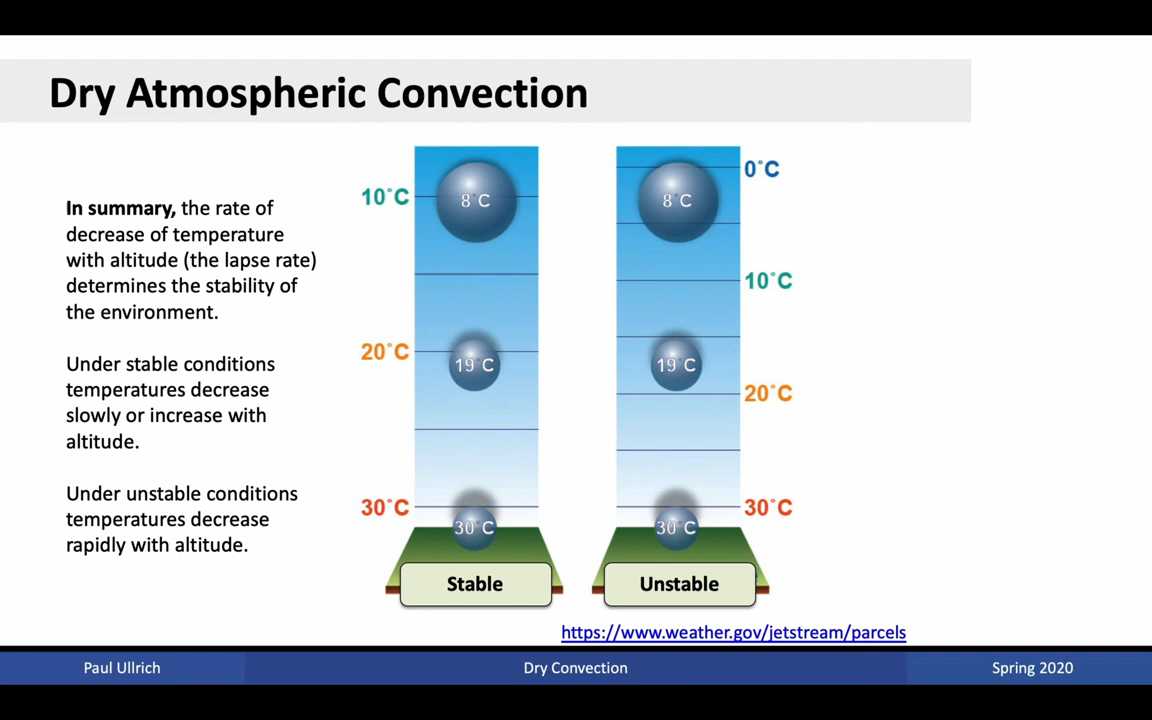 Dry Atmospheric Convection
In summary, the rate of
decrease of temperature
with altitude (the lapse rate)
determines the stability of
the environment.
Under stable conditions
temperatures decrease
slowly or increase with
altitude.
Under unstable conditions
temperatures decrease
rapidly with altitude.
10°C
8°C
20°C
19°C
30°C
30°C
Stable
0°C
8°C
10°C
19°C
20°C
30°C
30°C
Unstable
https://www.weather.gov/jetstream/parcels
Paul Ullrich
Dry Convection
Spring 2020